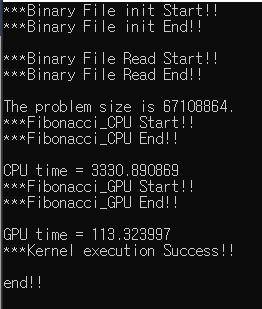 ***Binary File init Start!!
***Binary File init End!!
***Binary File Read Start!!
***Binary File Read End!!
The problem size is 67108864.
***Fibonacci_CPU Start!!
***Fibonacci_CPU End!!
CPU time = 3330.890869
***Fibonacci_GPU Start!!
***Fibonacci_GPU End!!
GPU time = 113.323997
***Kernel execution Success!!
end!!